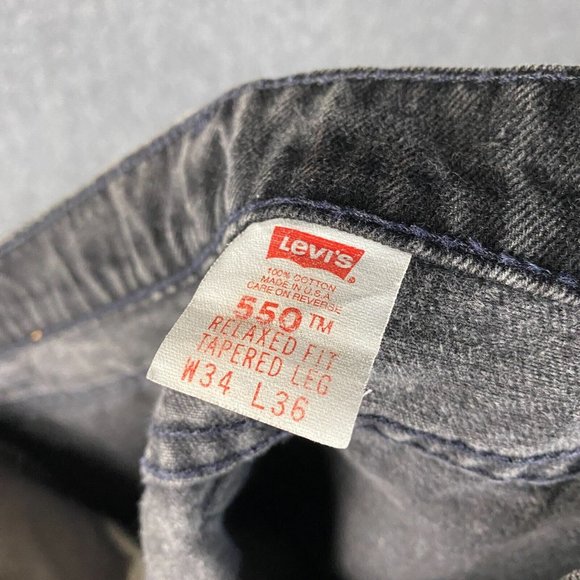 Levi's ®
100% COTTON
MADE IN U.S.A.
CARE ON REVERSE
550™
RELAXED FIT
TAPERED LEG
W34 L36